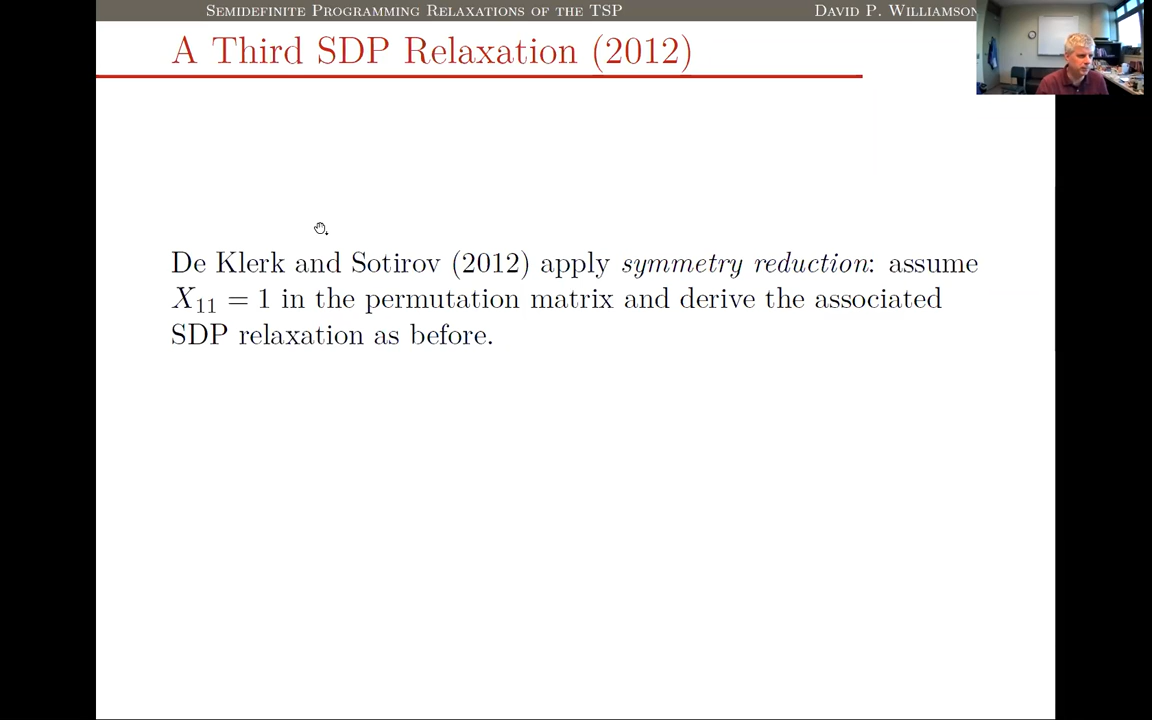 Semidefinite Programming Relaxations of the TSP
David P. Williamson
A Third SDP Relaxation (2012)
De Klerk and Sotirov (2012) apply symmetry reduction: assume
X₁₁ = 1 in the permutation matrix and derive the associated
SDP relaxation as before.